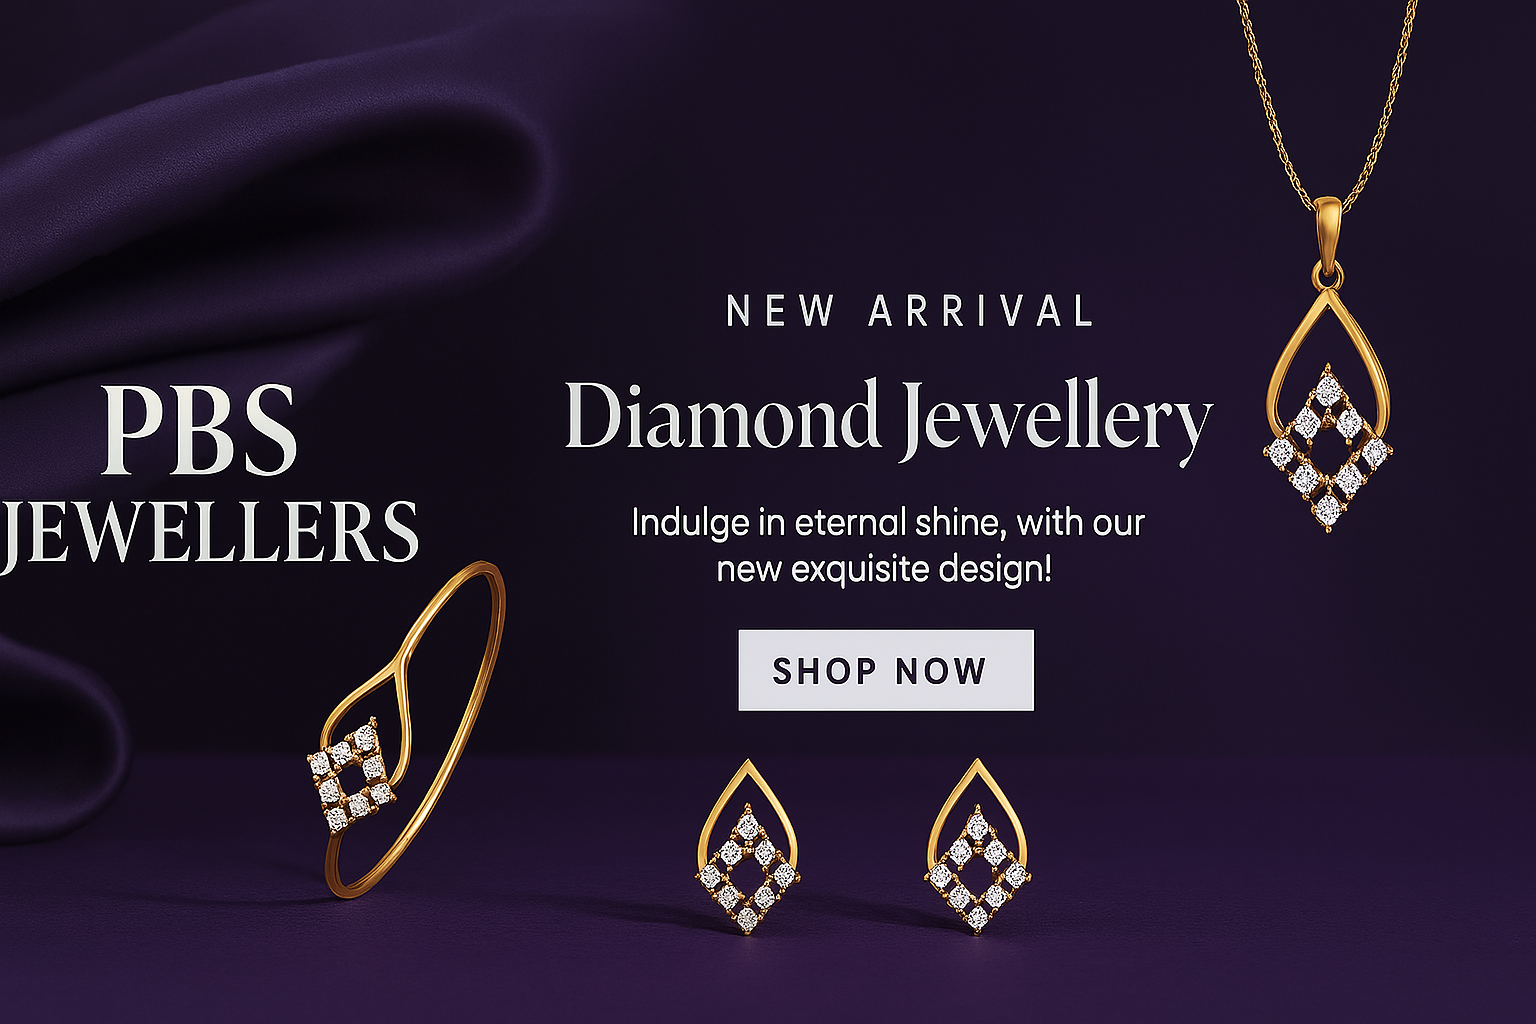 PBS
JEWELLERS
NEW ARRIVAL
Diamond Jewellery
Indulge in eternal shine, with our
new exquisite design!
SHOP NOW